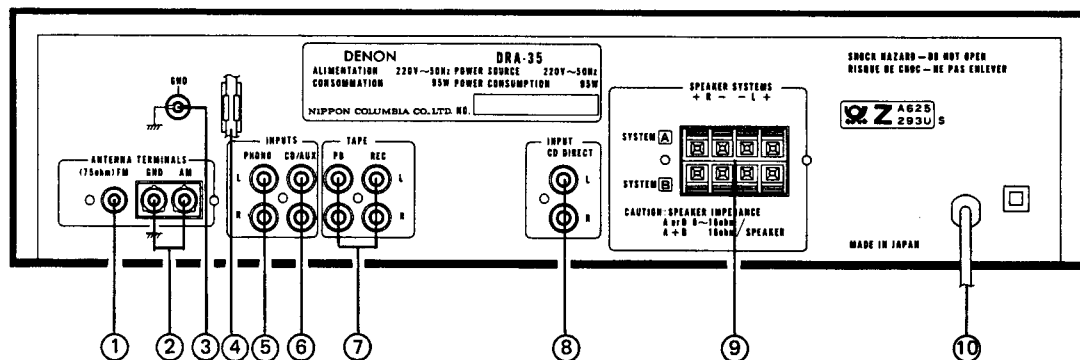 DENON DRA-35
ALIMENTATION 220V~50Hz POWER SOURCE 220V~50Hz
CONSOMMATION 95W POWER CONSUMPTION 95W
NIPPON COLUMBIA CO.,LTD. NO.
SHOCK HAZARD – DO NOT OPEN
RISQUE DE CHOC – NE PAS ENLEVER
GND
SPEAKER SYSTEMS
+ R - - L +
Z A625
293U S
INPUTS
PHONO CD/AUX
L
R
TAPE
PB REC
L
R
INPUT
CD DIRECT
L
R
SYSTEM A
SYSTEM B
ANTENNA TERMINALS
(75ohm) FM GND AM
CAUTION: SPEAKER IMPEDANCE
A or B 8~16ohm
A + B 16ohm / SPEAKER
MADE IN JAPAN
① ② ③ ④ ⑤ ⑥ ⑦ ⑧ ⑨ ⑩